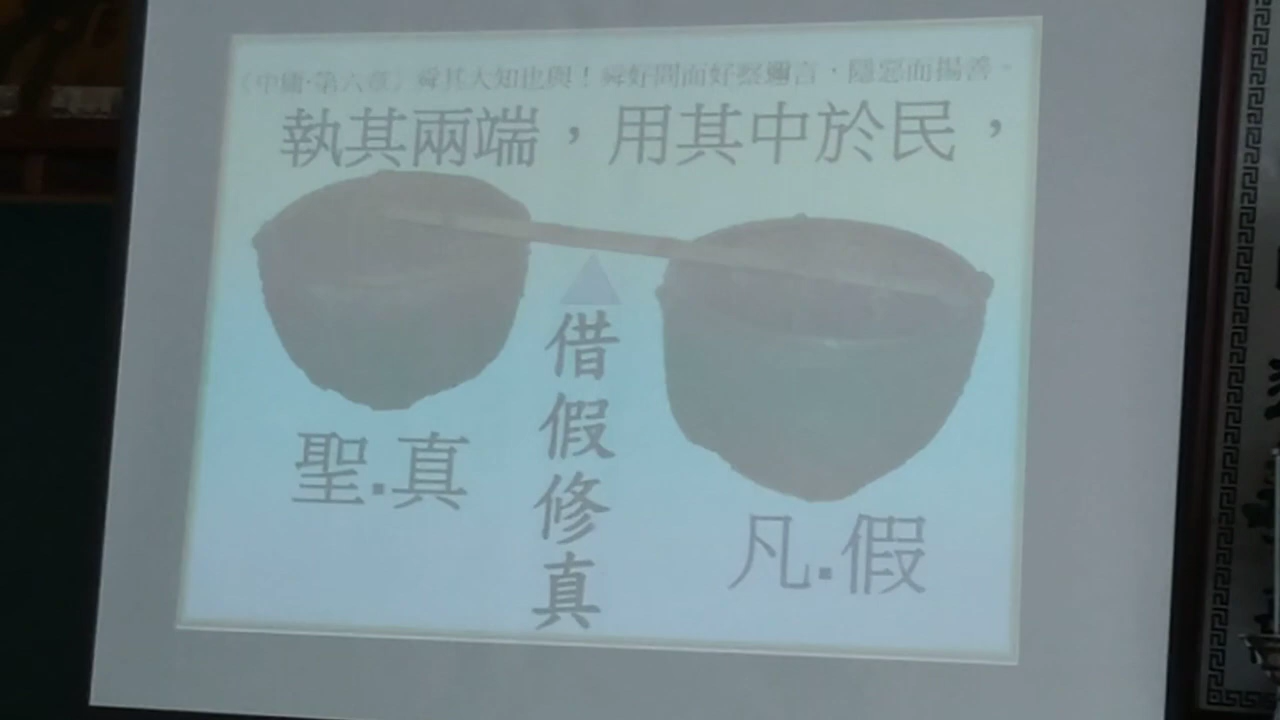 《中庸·第六章》舜其大知也與！舜好問而好察邇言，隱惡而揚善。
執其兩端，用其中於民，
借假修真
聖.真
凡.假